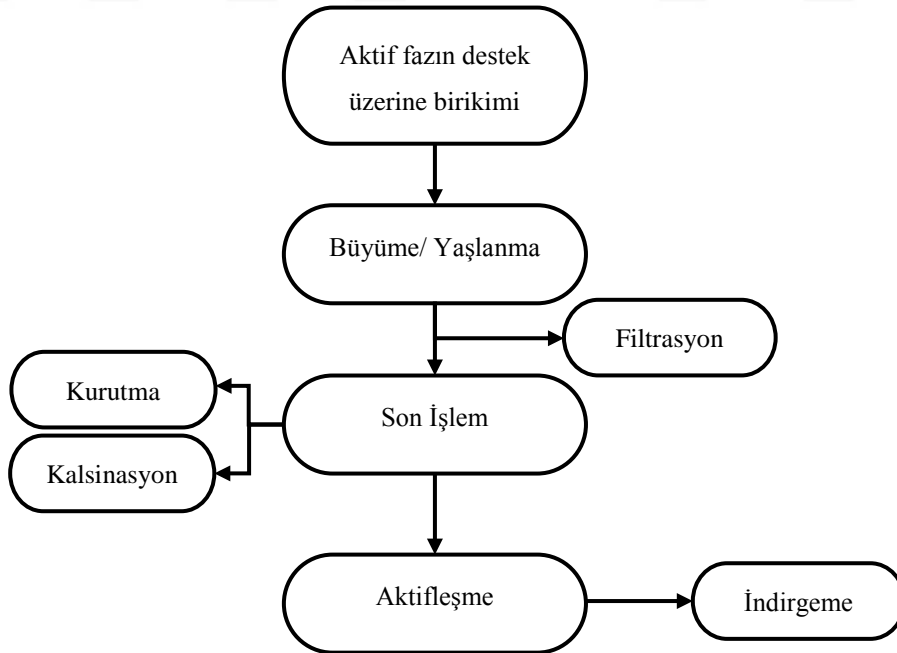 Aktif fazın destek
üzerine birikimi
Büyüme/ Yaşlanma
Filtrasyon
Kurutma
Son İşlem
Kalsinasyon
Aktifleşme
İndirgeme